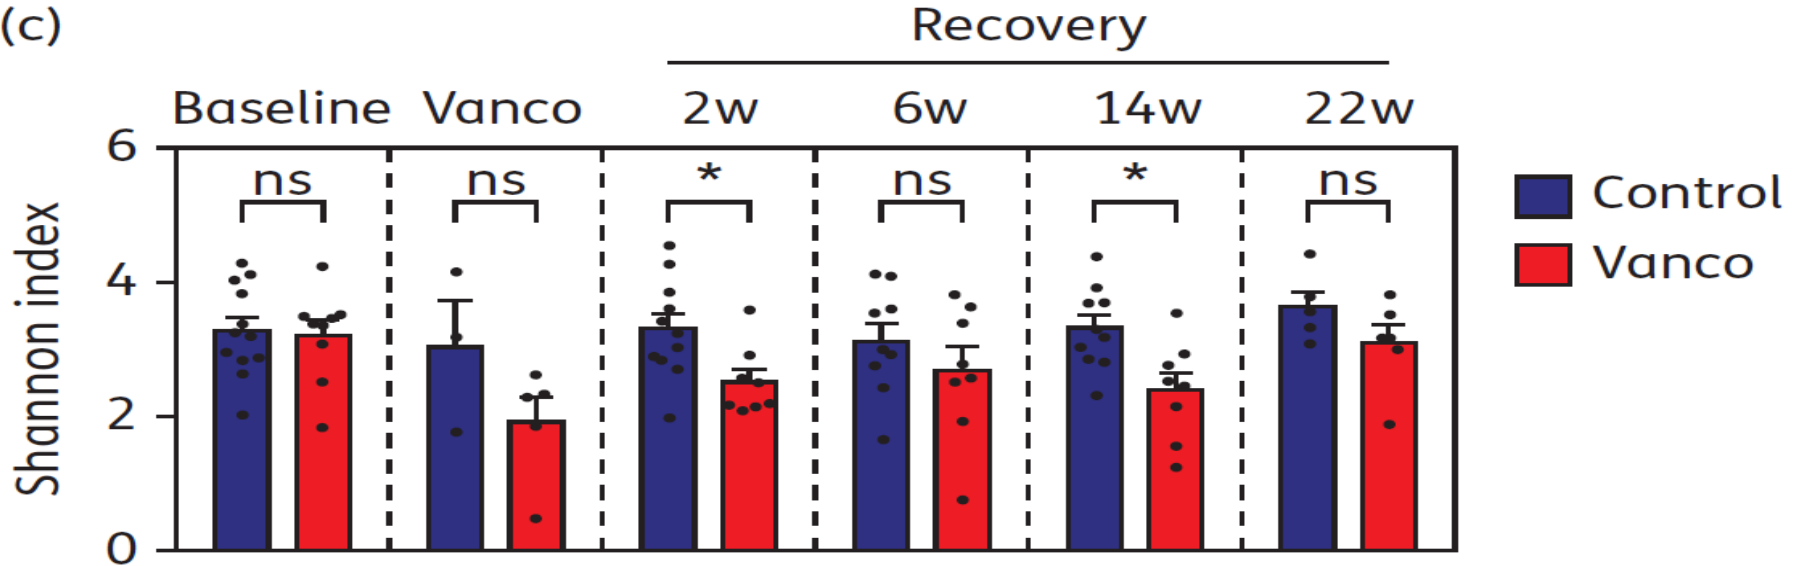 (c)
Recovery
Baseline Vanco 2w 6w 14w 22w
6
ns ns * ns * ns
4
2
0
Shannon index
Control
Vanco